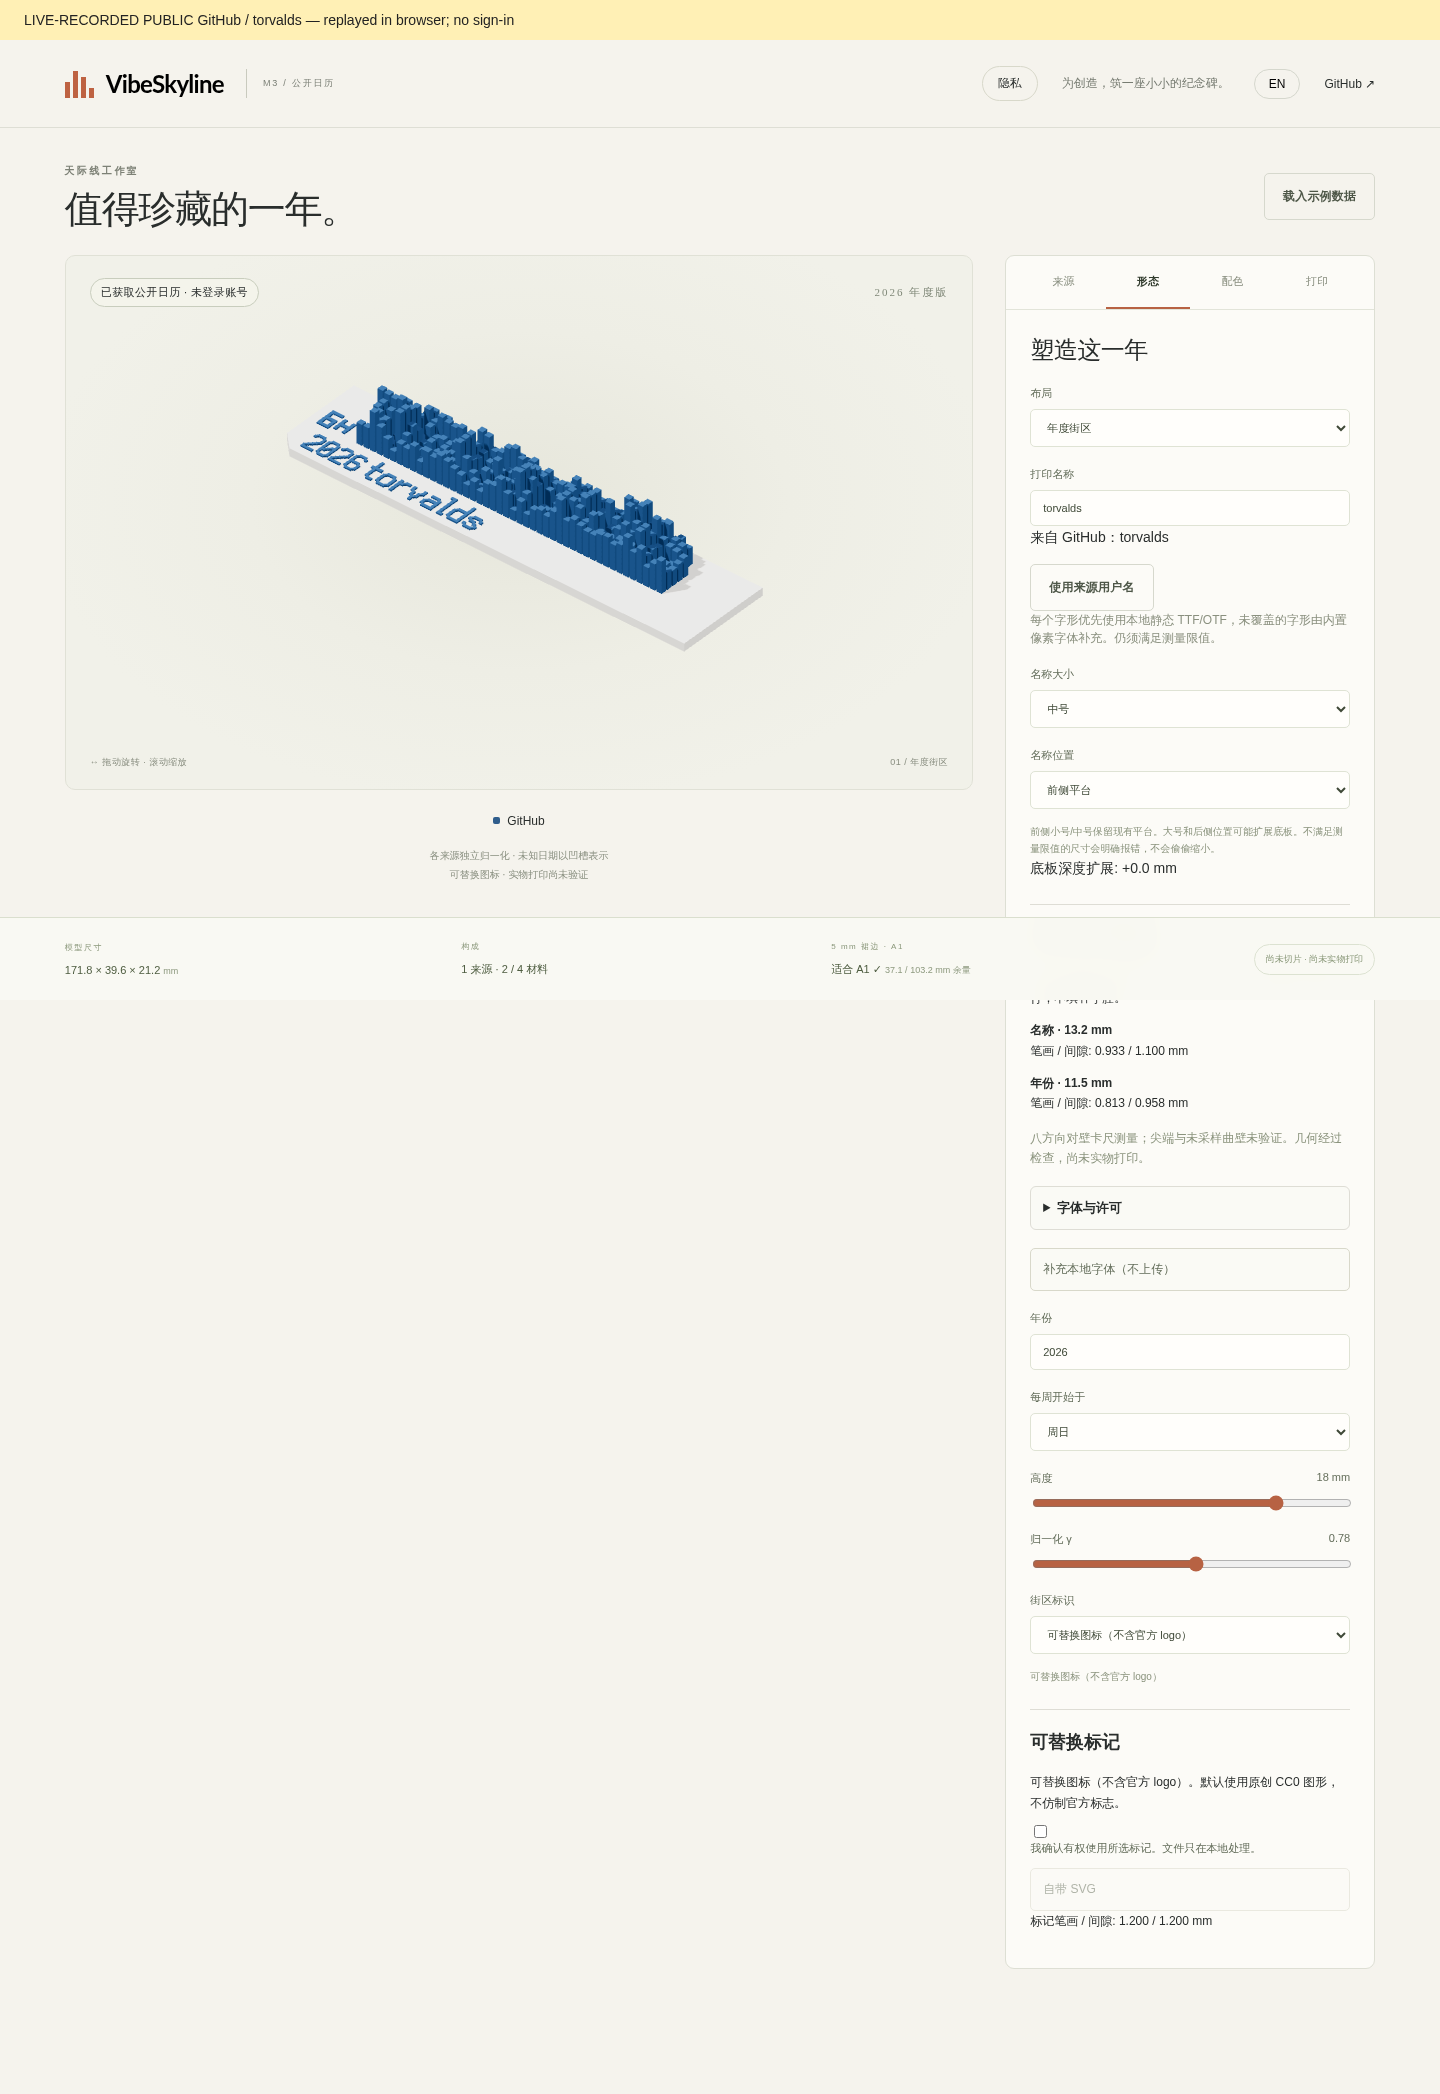 LIVE-RECORDED PUBLIC GitHub / torvalds — replayed in browser; no sign-in
VibeSkyline
M3 / 公开日历
隐私
为创造，筑一座小小的纪念碑。
EN
GitHub ↗
天际线工作室
值得珍藏的一年。
载入示例数据
已获取公开日历 · 未登录账号
2026 年度版
GH
2026 torvalds
↔ 拖动旋转 · 滚动缩放
01 / 年度街区
GitHub
各来源独立归一化 · 未知日期以凹槽表示
可替换图标 · 实物打印尚未验证
来源
形态
配色
打印
塑造这一年
布局
年度街区
打印名称
torvalds
来自 GitHub：torvalds
使用来源用户名
每个字形优先使用本地静态 TTF/OTF，未覆盖的字形由内置
像素字体补充。仍须满足测量限值。
名称大小
中号
名称位置
前侧平台
前侧小号/中号保留现有平台。大号和后侧位置可能扩展底板。不满足测
量限值的尺寸会明确报错，不会偷偷缩小。
底板深度扩展: +0.0 mm
模型尺寸
171.8 × 39.6 × 21.2 mm
构成
1 来源 · 2 / 4 材料
5 mm 裙边 · A1
适合 A1 ✓ 37.1 / 103.2 mm 余量
尚未切片 · 尚未实物打印
名称 · 13.2 mm
笔画 / 间隙: 0.933 / 1.100 mm
年份 · 11.5 mm
笔画 / 间隙: 0.813 / 0.958 mm
八方向对壁卡尺测量；尖端与未采样曲壁未验证。几何经过
检查，尚未实物打印。
▶ 字体与许可
补充本地字体（不上传）
年份
2026
每周开始于
周日
高度
18 mm
归一化 γ
0.78
街区标识
可替换图标（不含官方 logo）
可替换图标（不含官方 logo）
可替换标记
可替换图标（不含官方 logo）。默认使用原创 CC0 图形，
不仿制官方标志。
我确认有权使用所选标记。文件只在本地处理。
自带 SVG
标记笔画 / 间隙: 1.200 / 1.200 mm